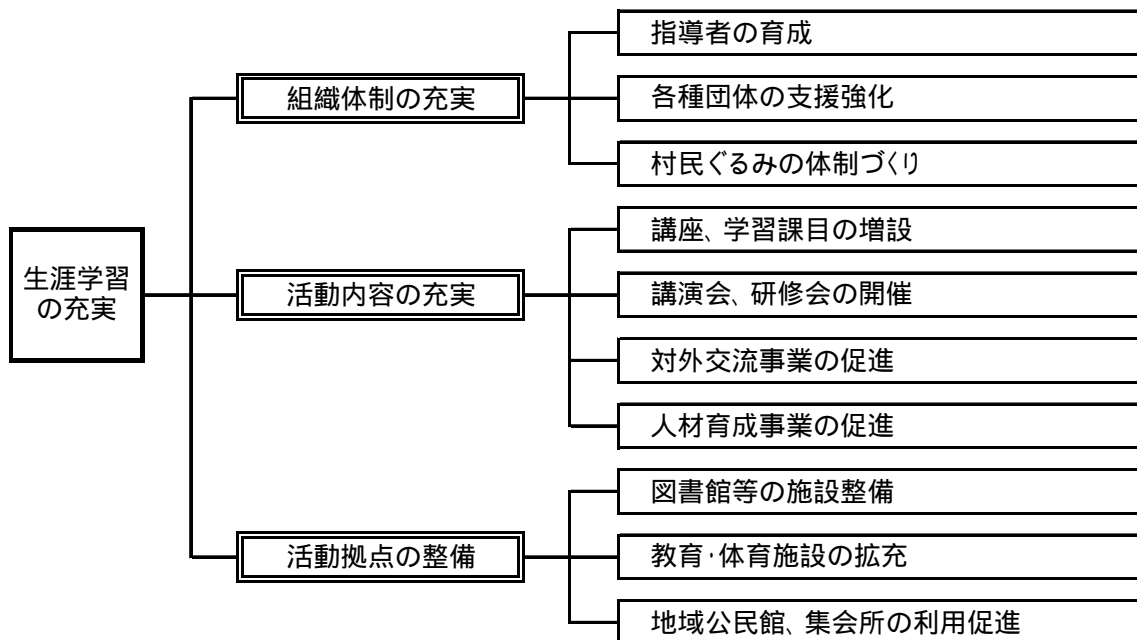 生涯学習
の充実
組織体制の充実
指導者の育成
各種団体の支援強化
村民ぐるみの体制づくり
活動内容の充実
講座、学習課目の増設
講演会、研修会の開催
対外交流事業の促進
人材育成事業の促進
活動拠点の整備
図書館等の施設整備
教育・体育施設の拡充
地域公民館、集会所の利用促進